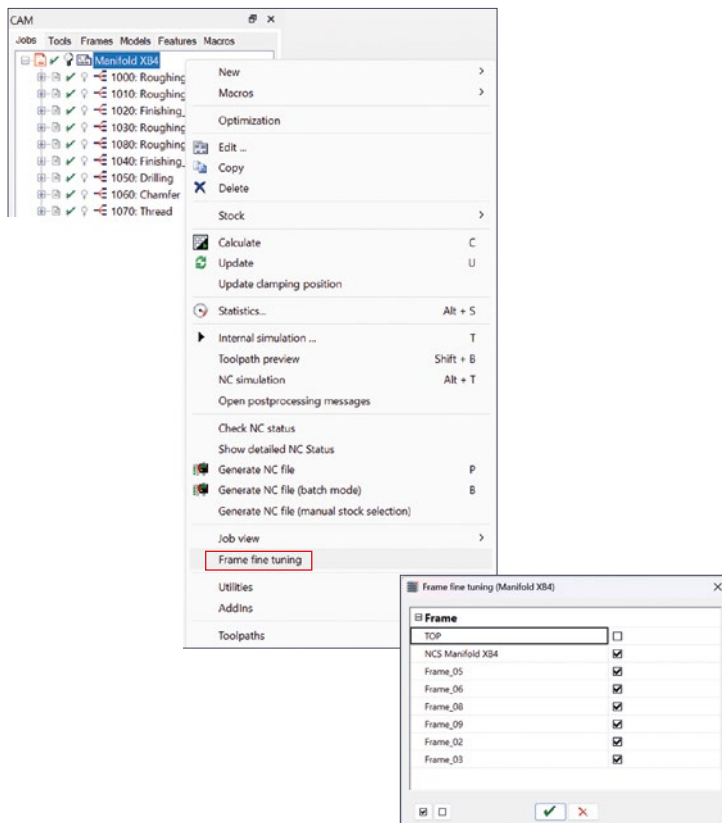 CAM
Jobs Tools Frames Models Features Macros
Manifold XB4
1000: Roughing
1010: Roughing
1020: Finishing_
1030: Roughing
1080: Roughing
1040: Finishing_
1050: Drilling
1060: Chamfer
1070: Thread
New
Macros
Optimization
Edit ...
Copy
Delete
Stock
Calculate C
Update U
Update clamping position
Statistics... Alt + S
Internal simulation ... T
Toolpath preview Shift + B
NC simulation Alt + T
Open postprocessing messages
Check NC status
Show detailed NC Status
Generate NC file P
Generate NC file (batch mode) B
Generate NC file (manual stock selection)
Job view
Frame fine tuning
Utilities
AddIns
Toolpaths
Frame fine tuning (Manifold XB4)
Frame
TOP
NCS Manifold XB4
Frame_05
Frame_06
Frame_08
Frame_09
Frame_02
Frame_03